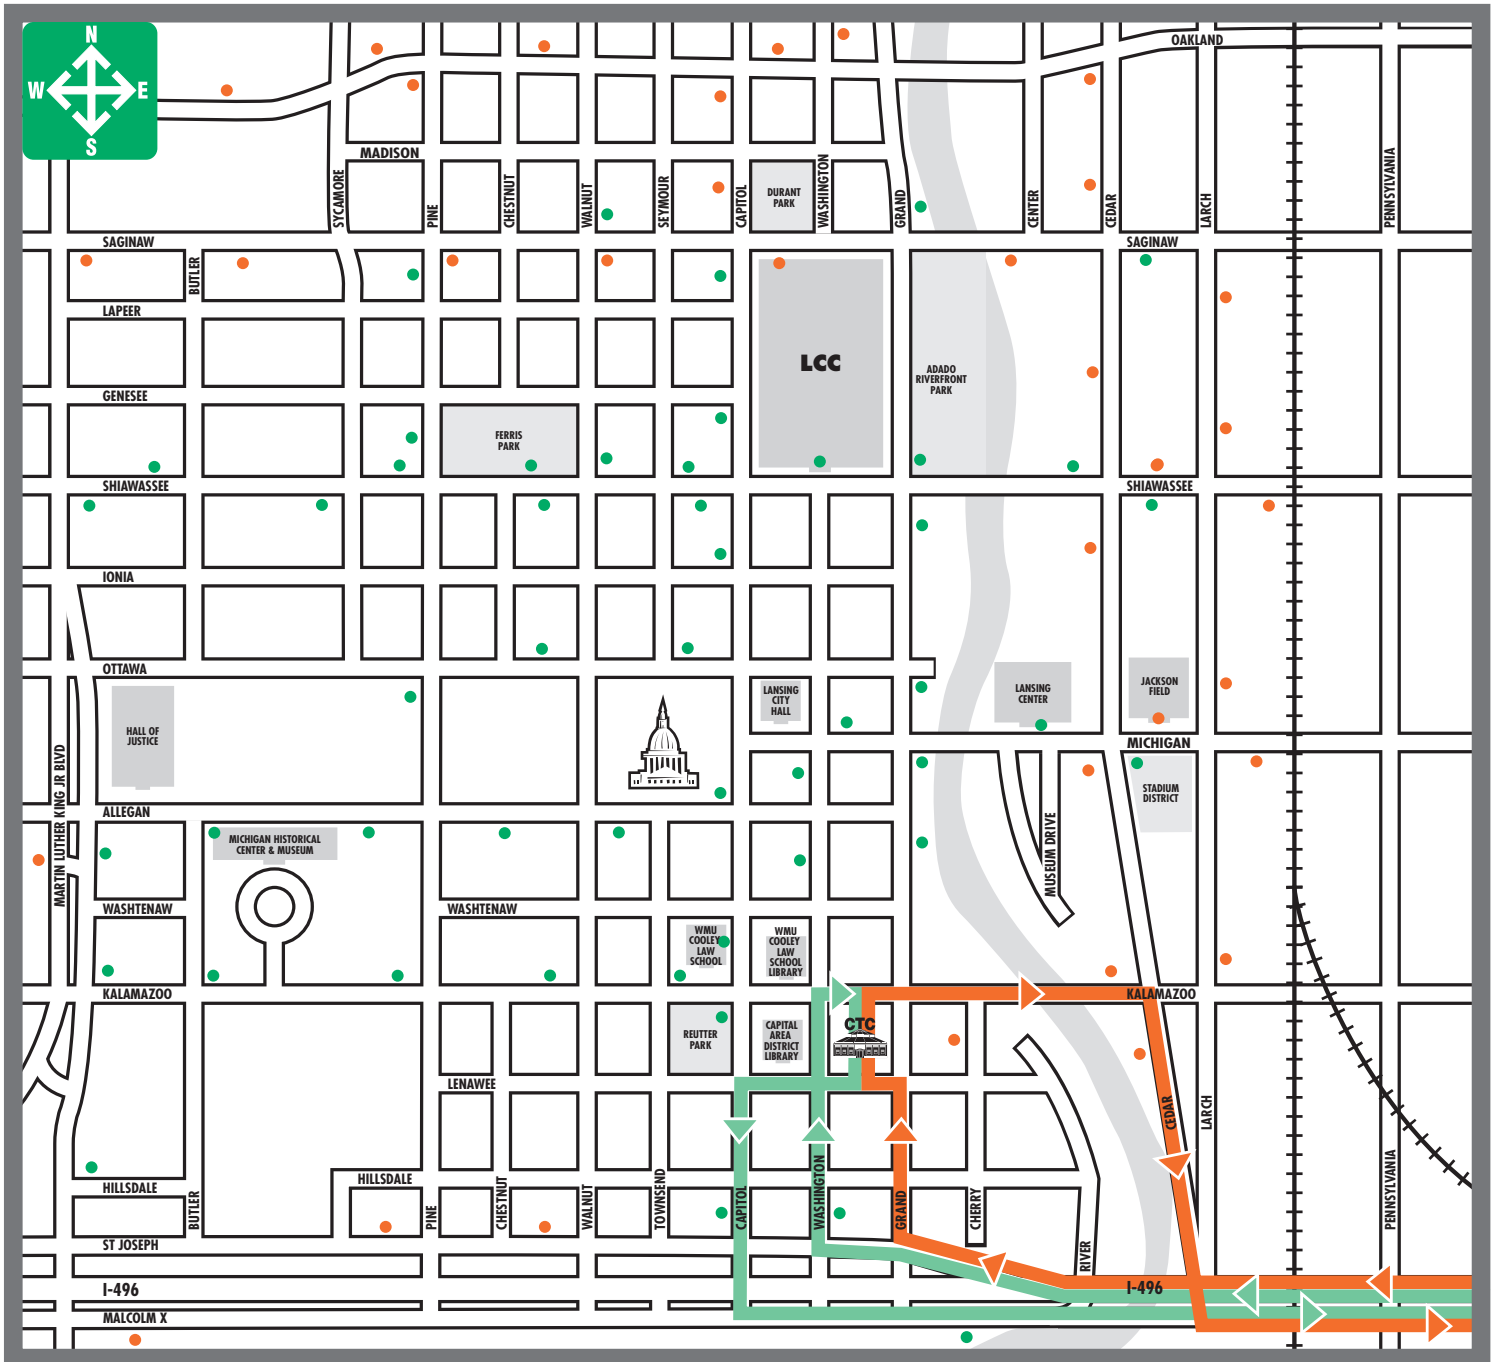 N
W E
S
OAKLAND
MADISON
SYCAMORE
PINE
CHESTNUT
WALNUT
SEYMOUR
CAPITOL
DURANT
PARK
WASHINGTON
GRAND
CENTER
CEDAR
LARCH
PENNSYLVANIA
SAGINAW
SAGINAW
BUTLER
LAPEER
LCC
ADADO
RIVERFRONT
PARK
GENESEE
FERRIS
PARK
SHIAWASSEE
SHIAWASSEE
IONIA
OTTAWA
HALL OF
JUSTICE
LANSING
CITY
HALL
LANSING
CENTER
JACKSON
FIELD
MICHIGAN
STADIUM
DISTRICT
MARTIN LUTHER KING JR BLVD
ALLEGAN
MICHIGAN HISTORICAL
CENTER & MUSEUM
MUSEUM DRIVE
WASHTENAW
WASHTENAW
WMU
COOLEY
LAW
SCHOOL
WMU
COOLEY
LAW
SCHOOL
LIBRARY
KALAMAZOO
KALAMAZOO
REUTTER
PARK
CAPITAL
AREA
DISTRICT
LIBRARY
CTC
LENAWEE
CEDAR
LARCH
HILLSDALE
HILLSDALE
BUTLER
PINE
CHESTNUT
WALNUT
TOWNSEND
CAPITOL
WASHINGTON
GRAND
CHERRY
RIVER
PENNSYLVANIA
ST JOSEPH
I-496
I-496
MALCOLM X